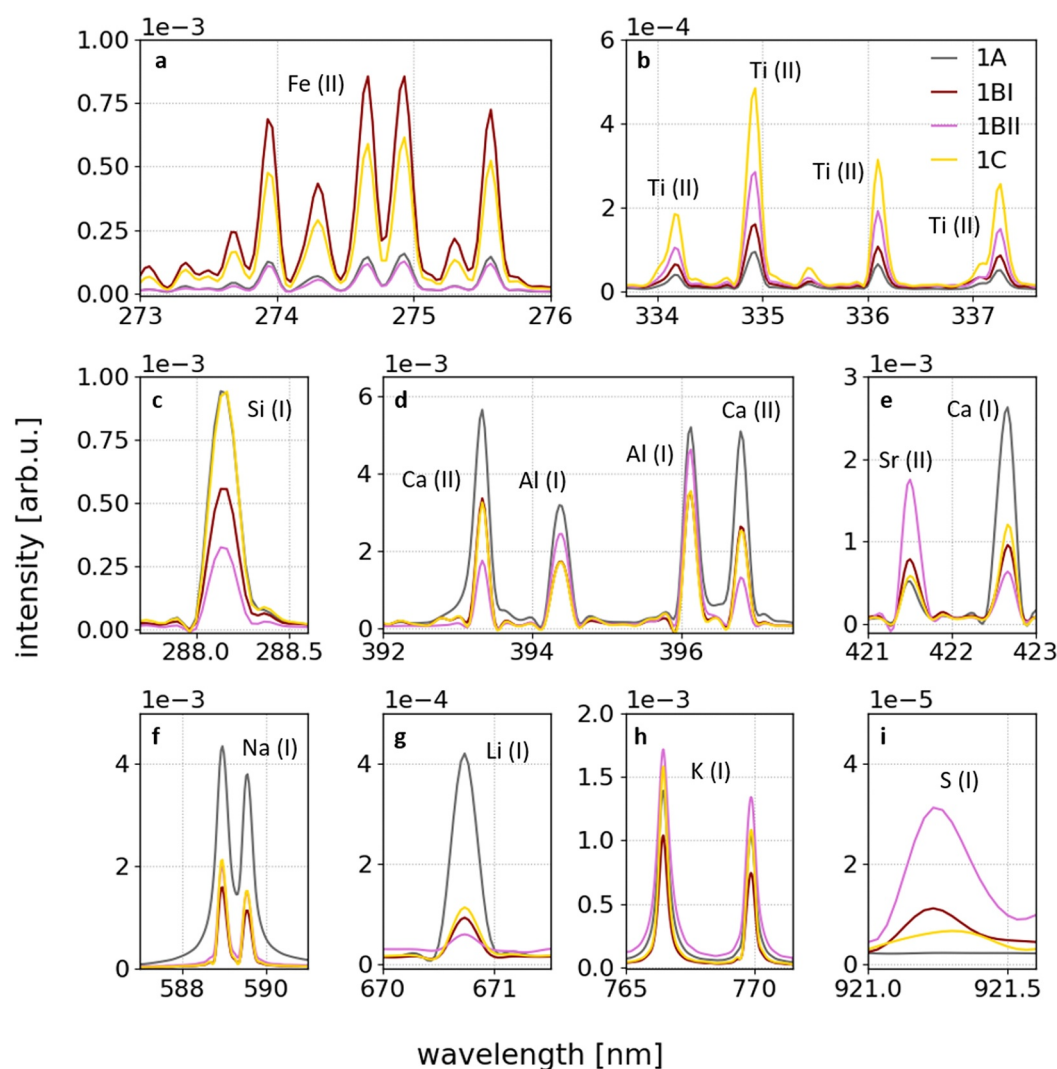 1e−3
1e−4
1.00
a
Fe (II)
0.75
0.50
0.25
0.00
273
274
275
276
6
b
Ti (II)
Ti (II)
Ti (II)
Ti (II)
4
2
0
334
335
336
337
1A
1BI
1BII
1C
1e−3
1.00
c
Si (I)
0.75
0.50
0.25
0.00
288.0
288.5
1e−3
6
d
Ca (II)
Al (I)
Al (I)
Ca (II)
4
2
0
392
394
396
1e−3
3
e
Sr (II)
Ca (I)
2
1
0
421
422
423
1e−3
f
Na (I)
4
2
0
588
590
1e−4
g
Li (I)
4
2
0
670
671
1e−3
2.0
h
K (I)
1.5
1.0
0.5
0.0
765
770
1e−5
i
S (I)
4
2
0
921.0
921.5
intensity [arb.u.]
wavelength [nm]